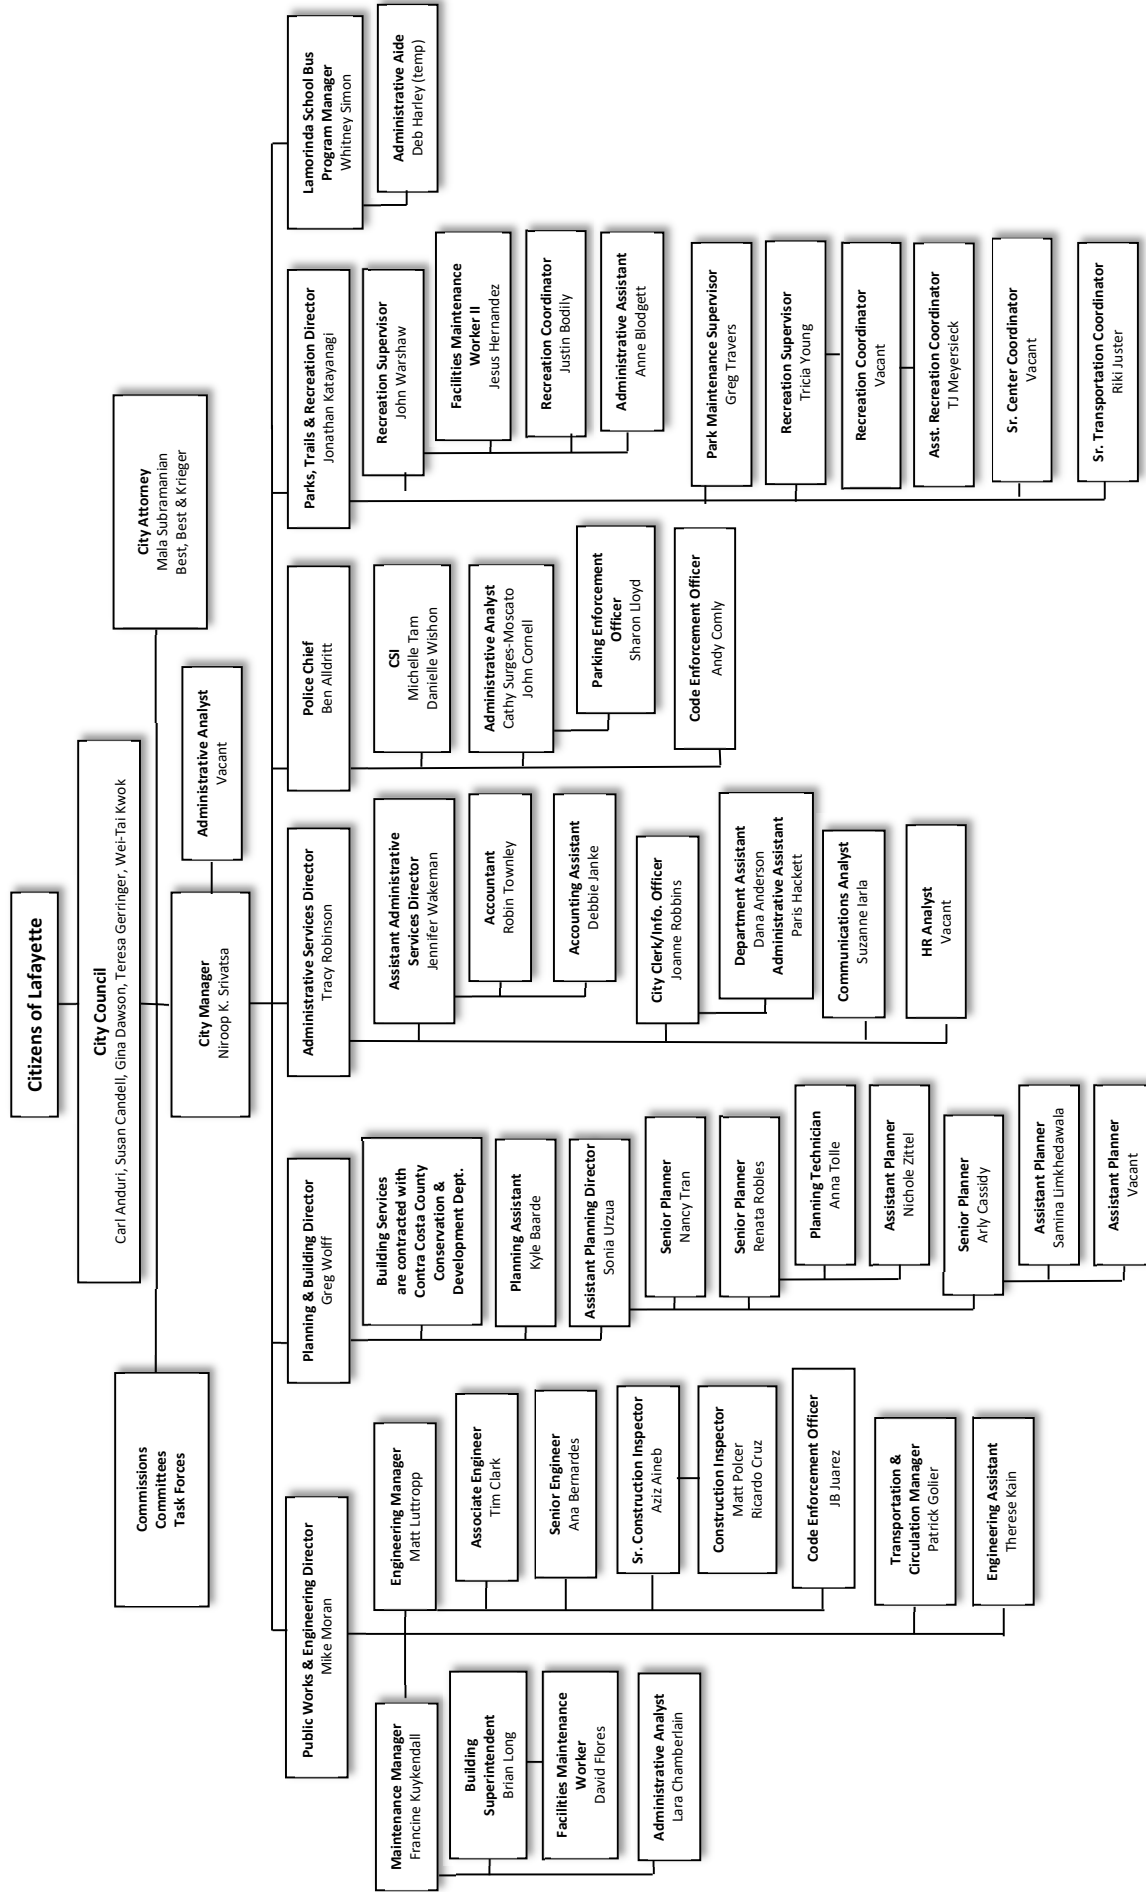 Citizens of Lafayette
City Council
Carl Anduri, Susan Candell, Gina Dawson, Teresa Gerringer, Wei-Tai Kwok
Commissions
Committees
Task Forces
City Attorney
Mala Subramanian
Best, Best & Krieger
City Manager
Niroop K. Srivatsa
Administrative Analyst
Vacant
Public Works & Engineering Director
Mike Moran
Maintenance Manager
Francine Kuykendall
Building
Superintendent
Brian Long
Facilities Maintenance
Worker
David Flores
Administrative Analyst
Lara Chamberlain
Engineering Manager
Matt Luttropp
Associate Engineer
Tim Clark
Senior Engineer
Ana Bernardes
Sr. Construction Inspector
Aziz Aineb
Construction Inspector
Matt Polcer
Ricardo Cruz
Code Enforcement Officer
JB Juarez
Transportation &
Circulation Manager
Patrick Golier
Engineering Assistant
Therese Kain
Planning & Building Director
Greg Wolff
Building Services
are contracted with
Contra Costa County
Conservation &
Development Dept.
Planning Assistant
Kyle Baarde
Assistant Planning Director
Sonia Urzua
Senior Planner
Nancy Tran
Senior Planner
Renata Robles
Planning Technician
Anna Tolle
Assistant Planner
Nichole Zittel
Senior Planner
Arly Cassidy
Assistant Planner
Samina Limkhedawala
Assistant Planner
Vacant
Administrative Services Director
Tracy Robinson
Assistant Administrative
Services Director
Jennifer Wakeman
Accountant
Robin Townley
Accounting Assistant
Debbie Janke
City Clerk/Info. Officer
Joanne Robbins
Department Assistant
Dana Anderson
Administrative Assistant
Paris Hackett
Communications Analyst
Suzanne Iarla
HR Analyst
Vacant
Police Chief
Ben Alldritt
CSI
Michelle Tam
Danielle Wishon
Administrative Analyst
Cathy Surges-Moscato
John Cornell
Parking Enforcement
Officer
Sharon Lloyd
Code Enforcement Officer
Andy Comly
Parks, Trails & Recreation Director
Jonathan Katayanagi
Recreation Supervisor
John Warshaw
Facilities Maintenance
Worker II
Jesus Hernandez
Recreation Coordinator
Justin Bodily
Administrative Assistant
Anne Blodgett
Park Maintenance Supervisor
Greg Travers
Recreation Supervisor
Tricia Young
Recreation Coordinator
Vacant
Asst. Recreation Coordinator
TJ Meyersieck
Sr. Center Coordinator
Vacant
Sr. Transportation Coordinator
Riki Juster
Lamorinda School Bus
Program Manager
Whitney Simon
Administrative Aide
Deb Harley (temp)